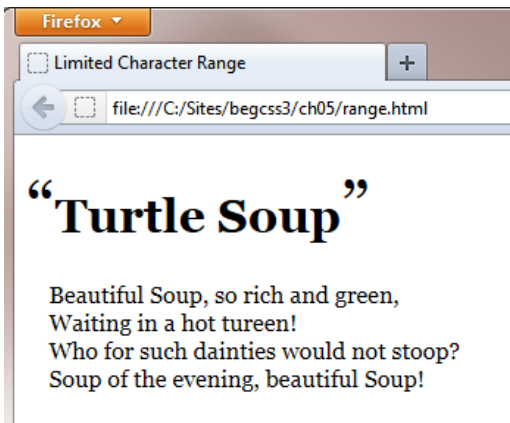 Firefox
Limited Character Range
+
file:///C:/Sites/begcss3/ch05/range.html
“Turtle Soup”
Beautiful Soup, so rich and green,
Waiting in a hot tureen!
Who for such dainties would not stoop?
Soup of the evening, beautiful Soup!